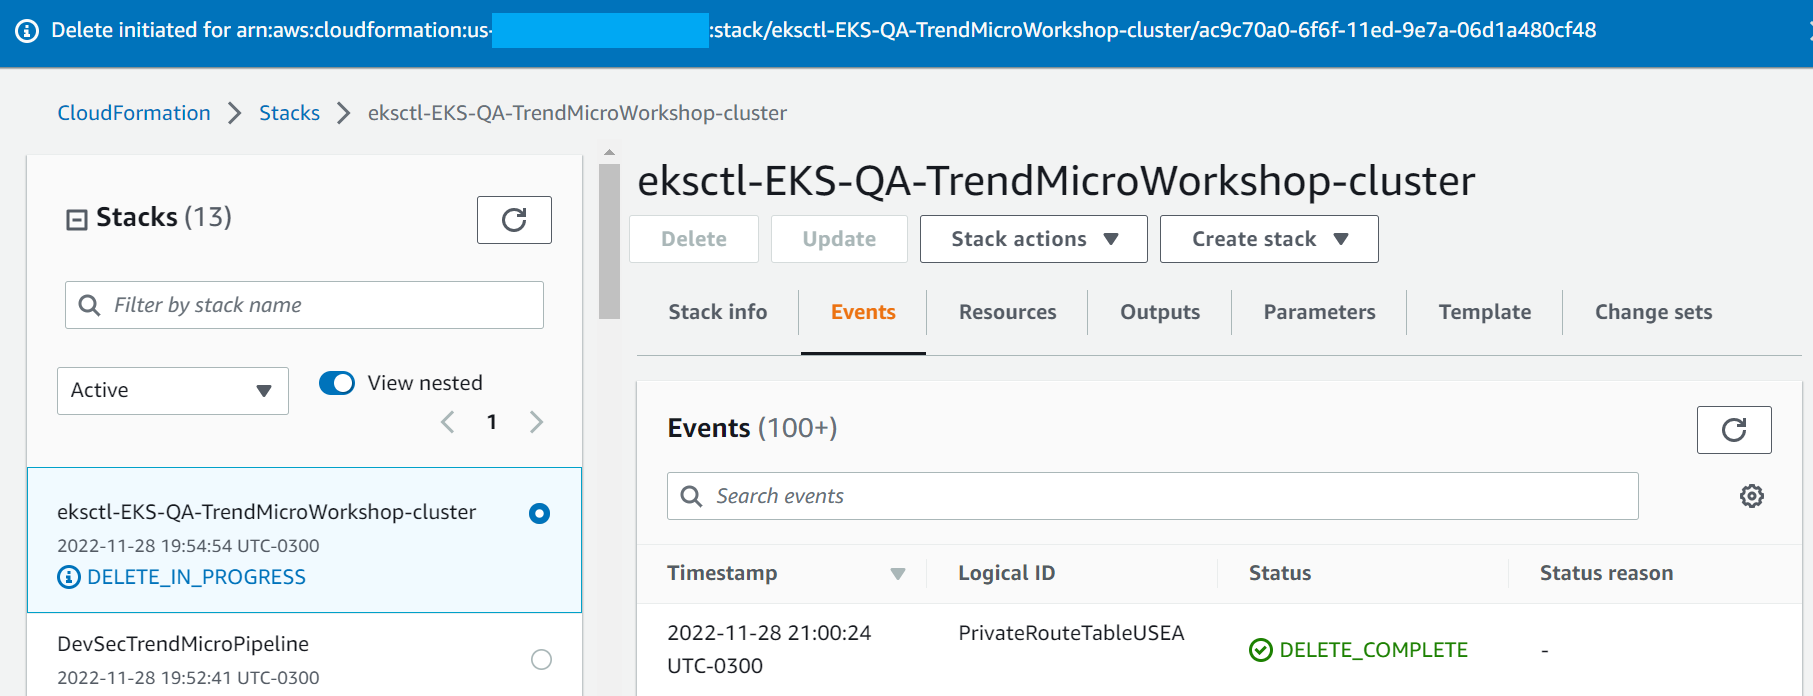 Delete initiated for arn:aws:cloudformation:us-
:stack/eksctl-EKS-QA-TrendMicroWorkshop-cluster/ac9c70a0-6f6f-11ed-9e7a-06d1a480cf48
CloudFormation
Stacks
eksctl-EKS-QA-TrendMicroWorkshop-cluster
Stacks (13)
Filter by stack name
Active
View nested
1
eksctl-EKS-QA-TrendMicroWorkshop-cluster
2022-11-28 19:54:54 UTC-0300
DELETE_IN_PROGRESS
DevSecTrendMicroPipeline
2022-11-28 19:52:41 UTC-0300
eksctl-EKS-QA-TrendMicroWorkshop-cluster
Delete
Update
Stack actions
Create stack
Stack info
Events
Resources
Outputs
Parameters
Template
Change sets
Events (100+)
Search events
Timestamp
Logical ID
Status
Status reason
2022-11-28 21:00:24
UTC-0300
PrivateRouteTableUSEA
DELETE_COMPLETE
-